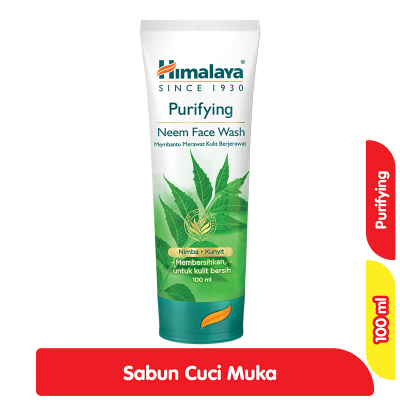 Himalaya
SINCE 1930
Purifying
Neem Face Wash
Membantu Merawat Kulit Berjerawat
Nimba • Kunyit
Membersihkan,
untuk kulit bersih
100 ml
Purifying
100 ml
Sabun Cuci Muka